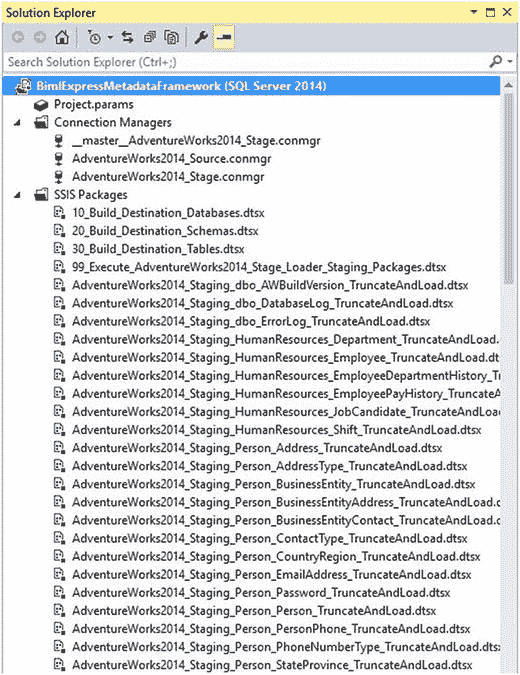 Solution Explorer
Search Solution Explorer (Ctrl+;)
BimlExpressMetadataFramework (SQL Server 2014)
Project.params
Connection Managers
__master__AdventureWorks2014_Stage.conmgr
AdventureWorks2014_Source.conmgr
AdventureWorks2014_Stage.conmgr
SSIS Packages
10_Build_Destination_Databases.dtsx
20_Build_Destination_Schemas.dtsx
30_Build_Destination_Tables.dtsx
99_Execute_AdventureWorks2014_Stage_Loader_Staging_Packages.dtsx
AdventureWorks2014_Staging_dbo_AWBuildVersion_TruncateAndLoad.dtsx
AdventureWorks2014_Staging_dbo_DatabaseLog_TruncateAndLoad.dtsx
AdventureWorks2014_Staging_dbo_ErrorLog_TruncateAndLoad.dtsx
AdventureWorks2014_Staging_HumanResources_Department_TruncateAndLoad.
AdventureWorks2014_Staging_HumanResources_Employee_TruncateAndLoad.dt
AdventureWorks2014_Staging_HumanResources_EmployeeDepartmentHistory_T
AdventureWorks2014_Staging_HumanResources_EmployeePayHistory_TruncateA
AdventureWorks2014_Staging_HumanResources_JobCandidate_TruncateAndLoa
AdventureWorks2014_Staging_HumanResources_Shift_TruncateAndLoad.dtsx
AdventureWorks2014_Staging_Person_Address_TruncateAndLoad.dtsx
AdventureWorks2014_Staging_Person_AddressType_TruncateAndLoad.dtsx
AdventureWorks2014_Staging_Person_BusinessEntity_TruncateAndLoad.dtsx
AdventureWorks2014_Staging_Person_BusinessEntityAddress_TruncateAndLoad.d
AdventureWorks2014_Staging_Person_BusinessEntityContact_TruncateAndLoad.d
AdventureWorks2014_Staging_Person_ContactType_TruncateAndLoad.dtsx
AdventureWorks2014_Staging_Person_CountryRegion_TruncateAndLoad.dtsx
AdventureWorks2014_Staging_Person_EmailAddress_TruncateAndLoad.dtsx
AdventureWorks2014_Staging_Person_Password_TruncateAndLoad.dtsx
AdventureWorks2014_Staging_Person_Person_TruncateAndLoad.dtsx
AdventureWorks2014_Staging_Person_PersonPhone_TruncateAndLoad.dtsx
AdventureWorks2014_Staging_Person_PhoneNumberType_TruncateAndLoad.dtsx
AdventureWorks2014_Staging_Person_StateProvince_TruncateAndLoad.dtsx